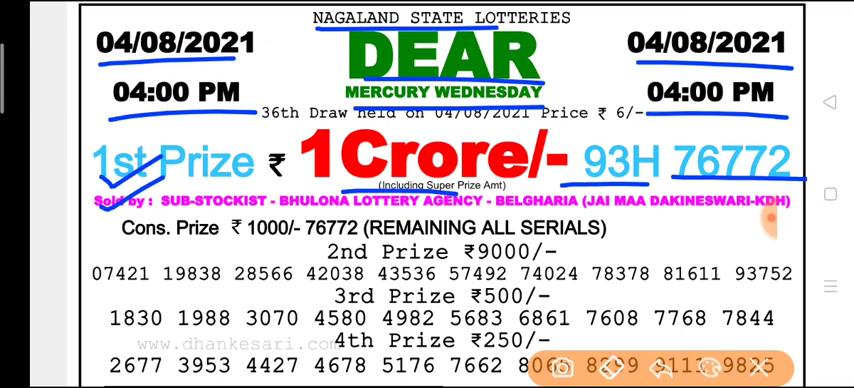 NAGALAND STATE LOTTERIES
04/08/2021 DEAR 04/08/2021
MERCURY WEDNESDAY
04:00 PM 04:00 PM
36th Draw held on 04/08/2021 Price ₹ 6/-
1st Prize ₹ 1Crore/- 93H 76772
(Including Super Prize Amt)
Sold by : SUB-STOCKIST - BHULONA LOTTERY AGENCY - BELGHARIA (JAI MAA DAKINESWARI-KDH)
Cons. Prize ₹ 1000/- 76772 (REMAINING ALL SERIALS)
2nd Prize ₹9000/-
07421 19838 28566 42038 43536 57492 74024 78378 81611 93752
3rd Prize ₹500/-
1830 1988 3070 4580 4982 5683 6861 7608 7768 7844
4th Prize ₹250/-
www.dhankesari.com
2677 3953 4427 4678 5176 7662